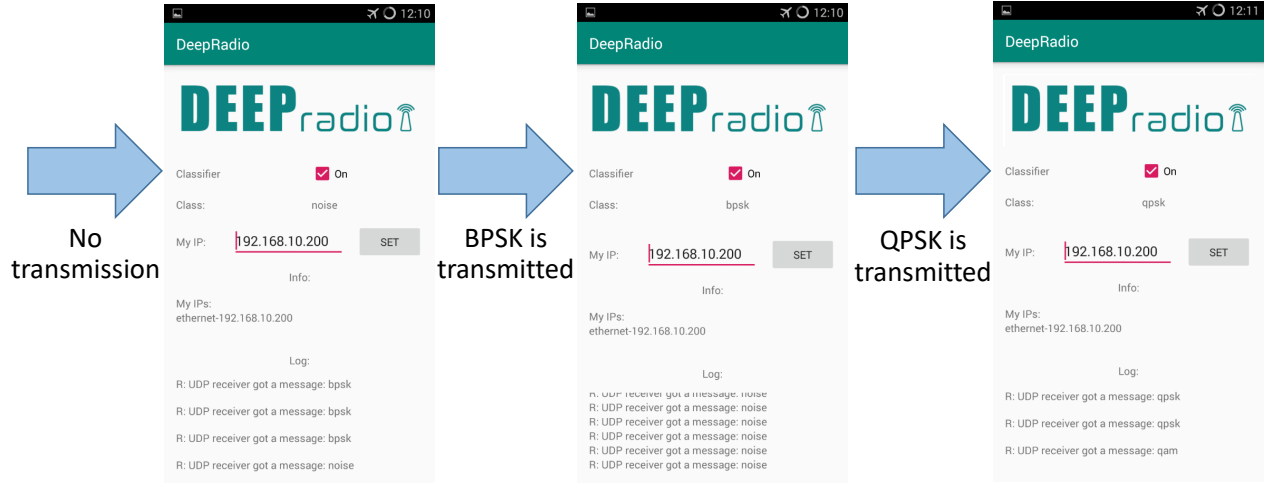 No
transmission
12:10
DeepRadio
DEEPradio
Classifier On
Class: noise
My IP: 192.168.10.200 SET
Info:
My IPs:
ethernet-192.168.10.200
Log:
R: UDP receiver got a message: bpsk
R: UDP receiver got a message: bpsk
R: UDP receiver got a message: bpsk
R: UDP receiver got a message: noise
BPSK is
transmitted
12:10
DeepRadio
DEEPradio
Classifier On
Class: bpsk
My IP: 192.168.10.200 SET
Info:
My IPs:
ethernet-192.168.10.200
Log:
R: UDP receiver got a message: noise
R: UDP receiver got a message: noise
R: UDP receiver got a message: noise
R: UDP receiver got a message: noise
R: UDP receiver got a message: noise
R: UDP receiver got a message: noise
QPSK is
transmitted
12:11
DeepRadio
DEEPradio
Classifier On
Class: qpsk
My IP: 192.168.10.200 SET
Info:
My IPs:
ethernet-192.168.10.200
Log:
R: UDP receiver got a message: qpsk
R: UDP receiver got a message: qpsk
R: UDP receiver got a message: qam